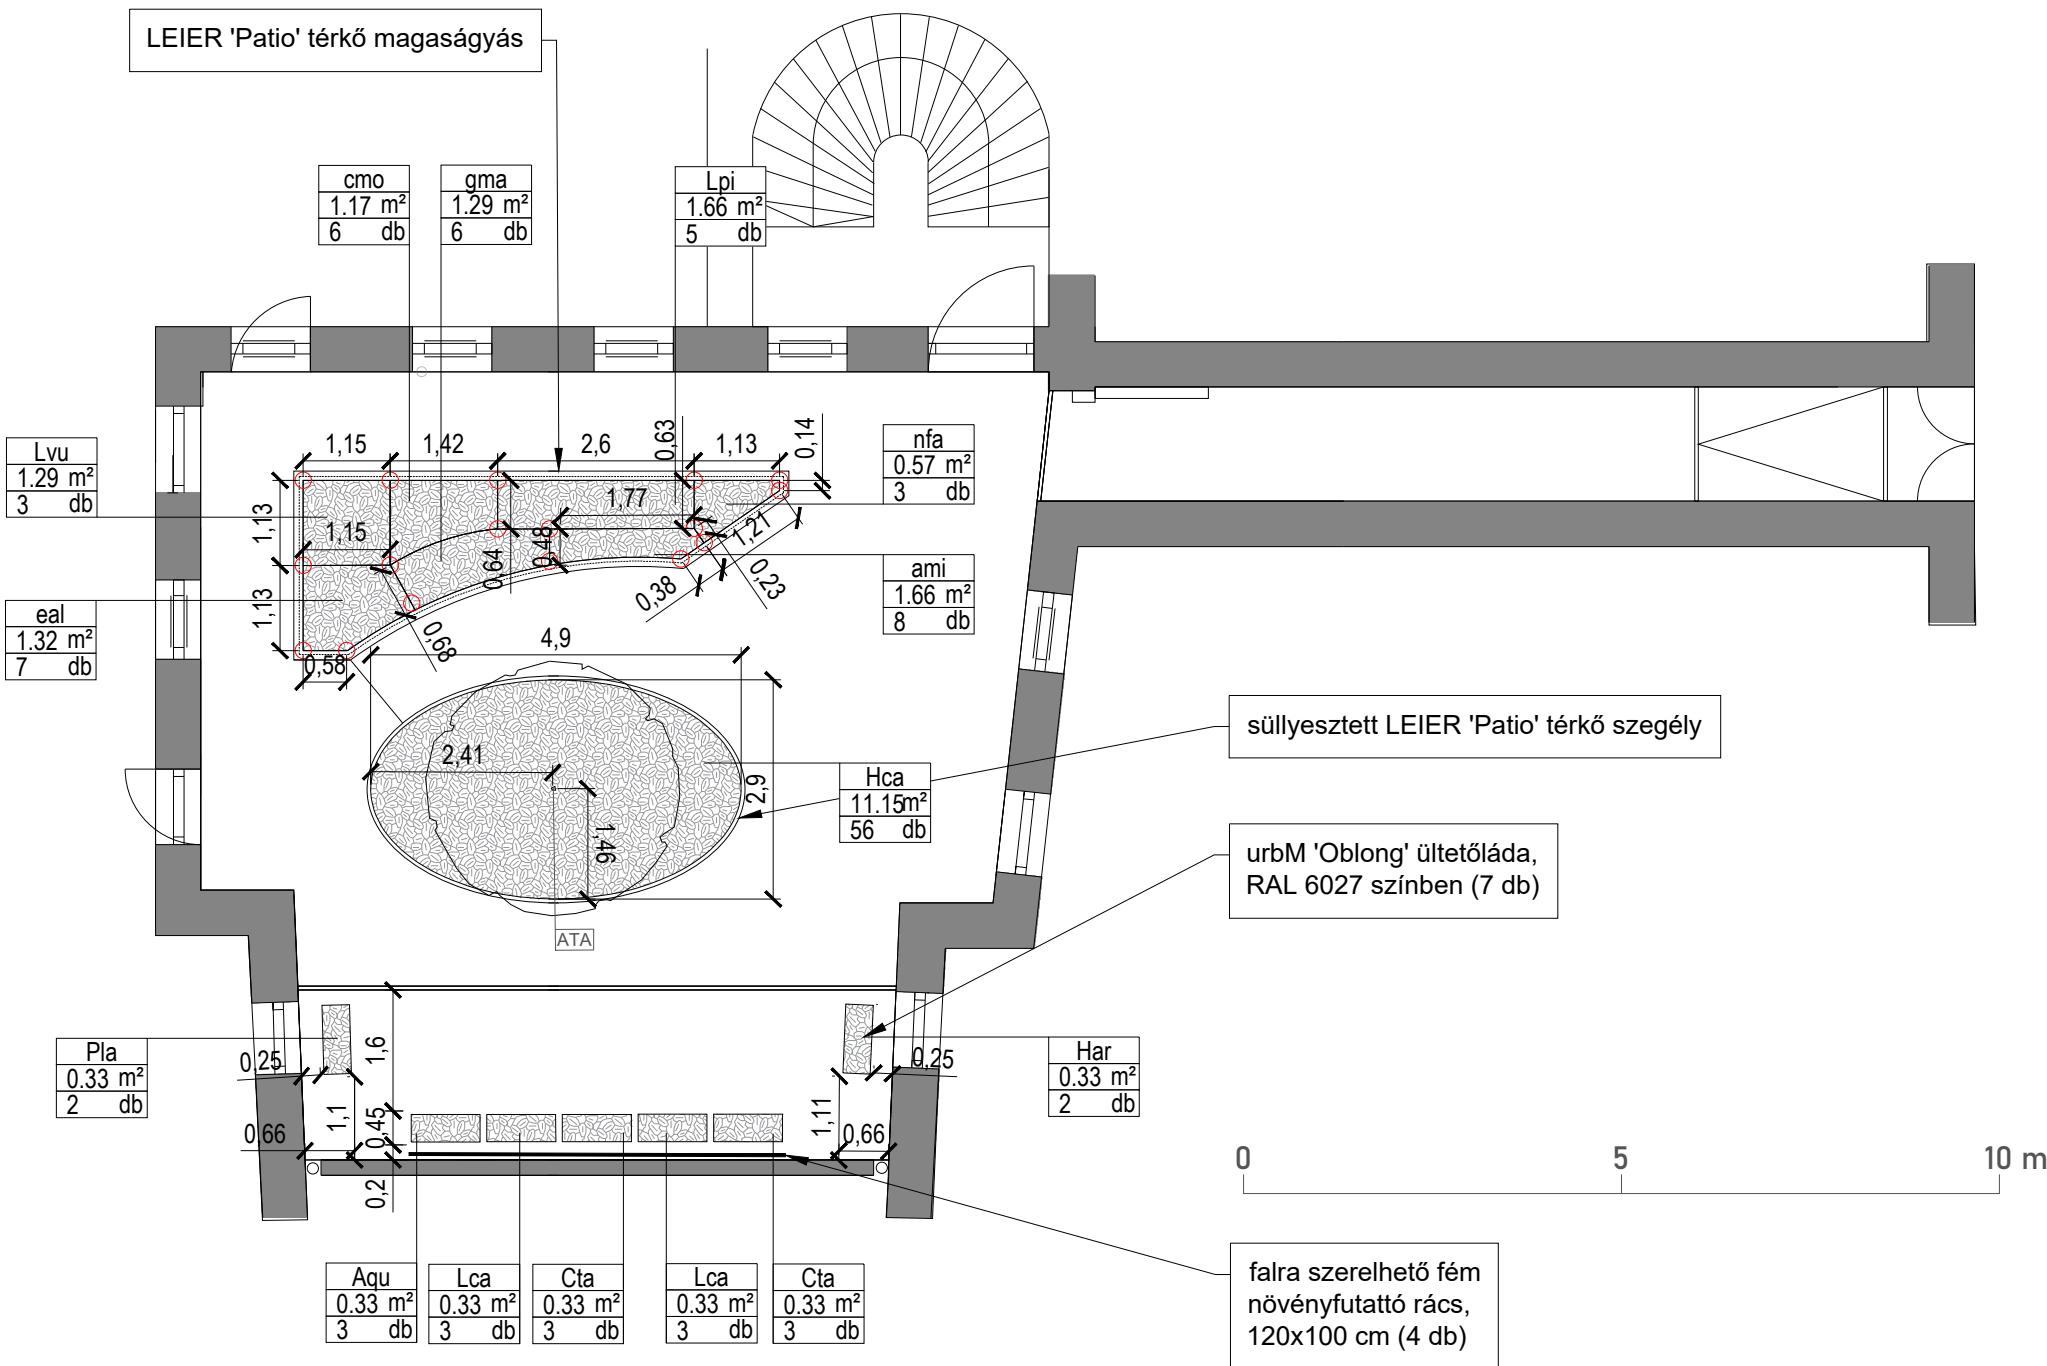 LEIER 'Patio' térkő magaságyás
cmo
1.17 m²
6 db
gma
1.29 m²
6 db
Lpi
1.66 m²
5 db
Lvu
1.29 m²
3 db
eal
1.32 m²
7 db
nfa
0.57 m²
3 db
ami
1.66 m²
8 db
1,15
1,42
2,6
0,63
1,13
0,14
1,13
1,15
1,77
1,13
0,64
0,48
1,21
0,23
0,38
0,68
0,58
4,9
2,41
2,9
1,46
ATA
Hca
11.15m²
56 db
süllyesztett LEIER 'Patio' térkő szegély
urbM 'Oblong' ültetőláda,
RAL 6027 színben (7 db)
Pla
0.33 m²
2 db
Har
0.33 m²
2 db
0,25
1,6
0,25
1,1
0,45
1,11
0,66
0,66
0,2
Aqu
0.33 m²
3 db
Lca
0.33 m²
3 db
Cta
0.33 m²
3 db
Lca
0.33 m²
3 db
Cta
0.33 m²
3 db
0 5 10 m
falra szerelhető fém
növényfuttató rács,
120x100 cm (4 db)